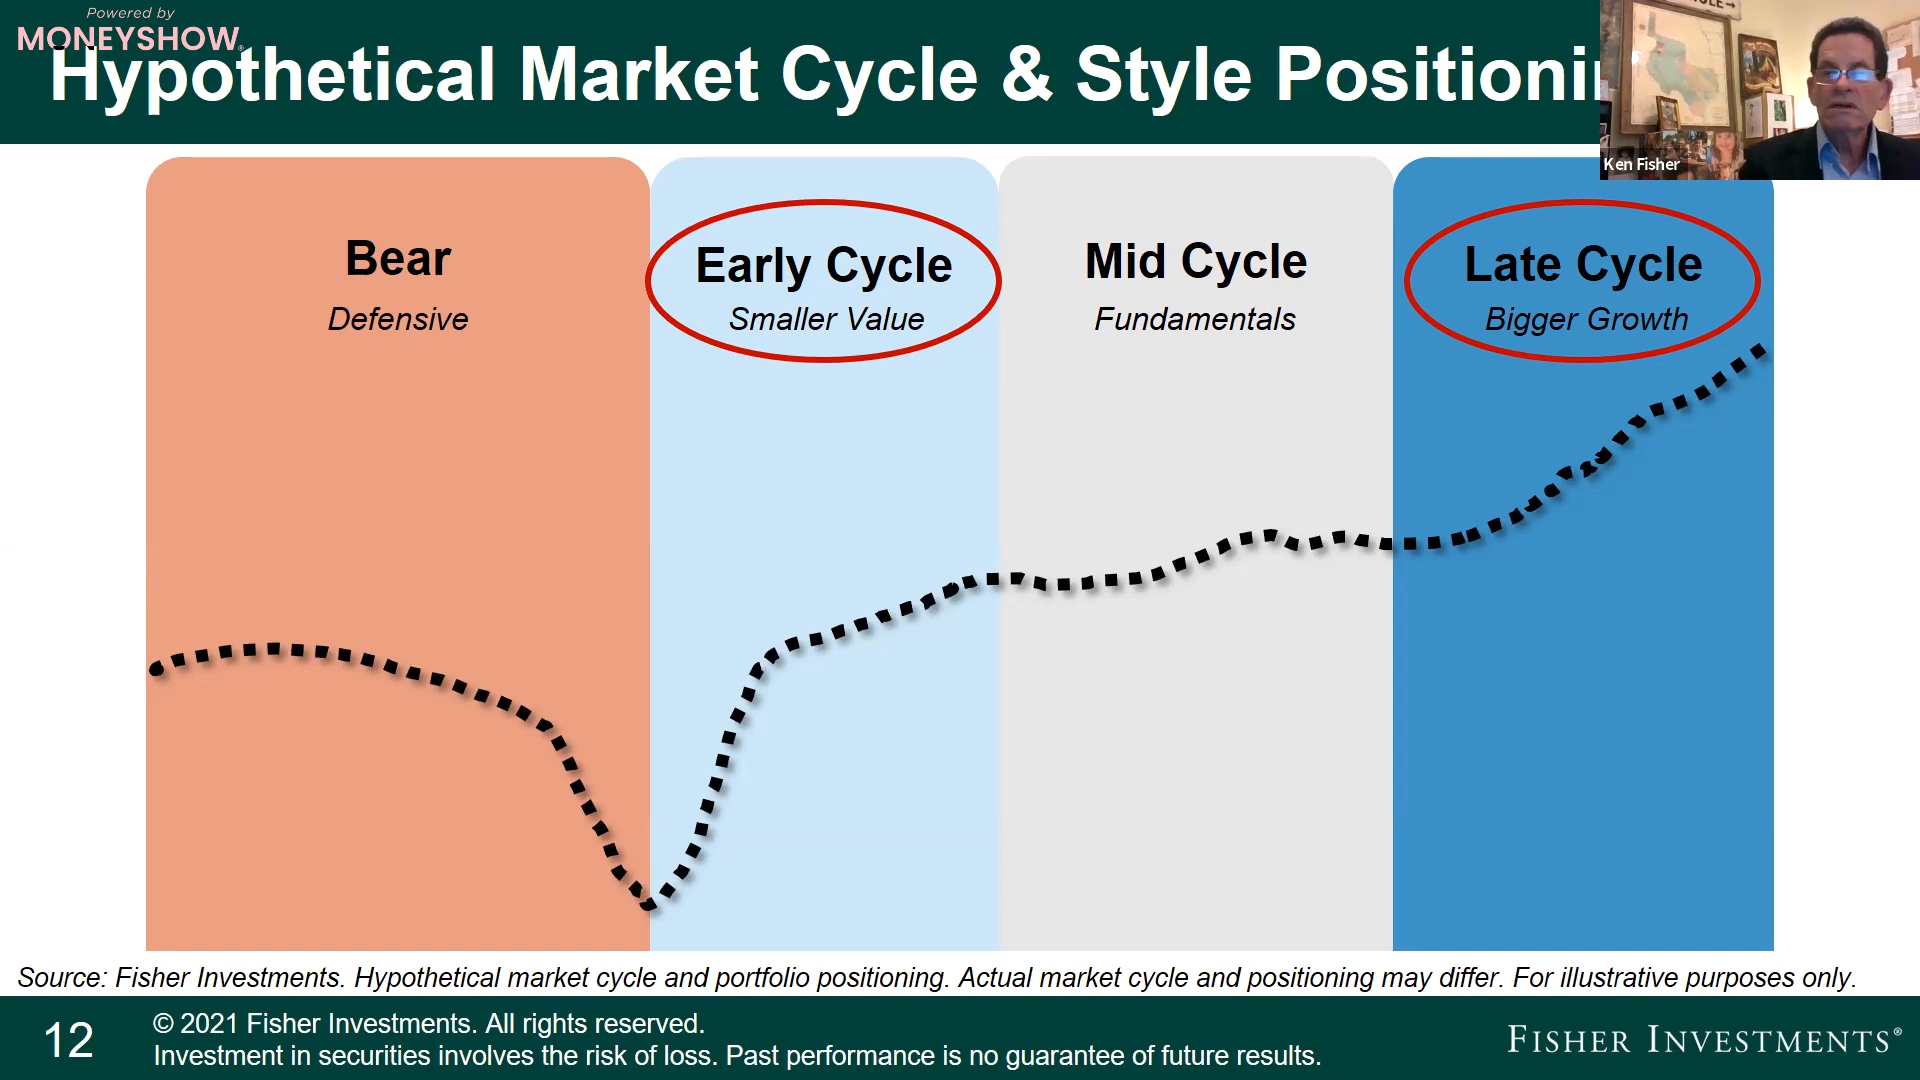 Powered by
MONEYSHOW®
Hypothetical Market Cycle & Style Positioni
Ken Fisher
Bear
Defensive
Early Cycle
Smaller Value
Mid Cycle
Fundamentals
Late Cycle
Bigger Growth
Source: Fisher Investments. Hypothetical market cycle and portfolio positioning. Actual market cycle and positioning may differ. For illustrative purposes only.
12
© 2021 Fisher Investments. All rights reserved.
Investment in securities involves the risk of loss. Past performance is no guarantee of future results.
FISHER INVESTMENTS®